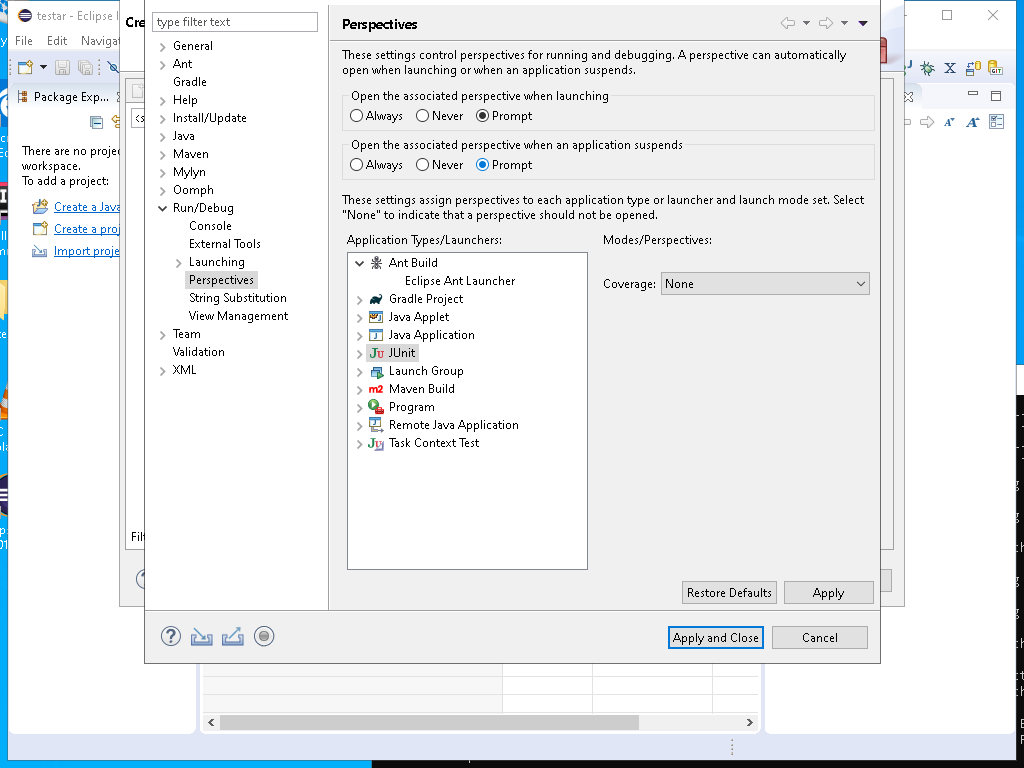 testar - Eclipse I
Cre
type filter text
Perspectives
File Edit Navigat
General
Ant
Gradle
Help
Install/Update
Java
Maven
Mylyn
Oomph
Run/Debug
Console
External Tools
Launching
Perspectives
String Substitution
View Management
Team
Validation
XML
These settings control perspectives for running and debugging. A perspective can automatically
open when launching or when an application suspends.
Open the associated perspective when launching
Always Never Prompt
Open the associated perspective when an application suspends
Always Never Prompt
These settings assign perspectives to each application type or launcher and launch mode set. Select
"None" to indicate that a perspective should not be opened.
Application Types/Launchers:
Modes/Perspectives:
Ant Build
Eclipse Ant Launcher
Gradle Project
Java Applet
Java Application
JUnit
Launch Group
Maven Build
Program
Remote Java Application
Task Context Test
Coverage: None
Restore Defaults Apply
Apply and Close Cancel
Package Exp...
There are no projec
workspace.
To add a project:
Create a Java
Create a proj
Import proje
Filt